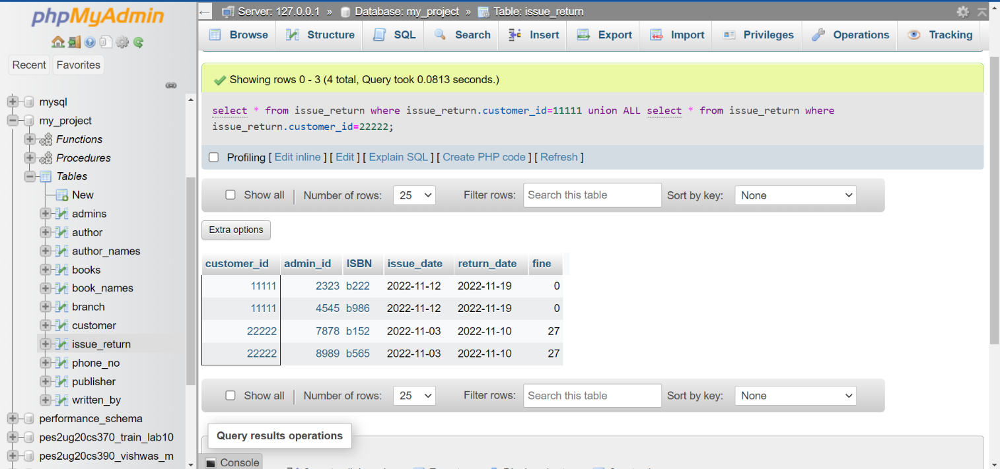 phpMyAdmin
Recent Favorites
mysql
my_project
Functions
Procedures
Tables
New
admins
author
author_names
books
book_names
branch
customer
issue_return
phone_no
publisher
written_by
performance_schema
pes2ug20cs370_train_lab10
pes2ug20cs390_vishwas_m
Server: 127.0.0.1 » Database: my_project » Table: issue_return
Browse Structure SQL Search Insert Export Import Privileges Operations Tracking
Showing rows 0 - 3 (4 total, Query took 0.0813 seconds.)
select * from issue_return where issue_return.customer_id=11111 union ALL select * from issue_return where
issue_return.customer_id=22222;
Profiling [ Edit inline ] [ Edit ] [ Explain SQL ] [ Create PHP code ] [ Refresh ]
Show all | Number of rows: 25 Filter rows: Search this table Sort by key: None
Extra options
customer_id admin_id ISBN issue_date return_date fine
11111 2323 b222 2022-11-12 2022-11-19 0
11111 4545 b986 2022-11-12 2022-11-19 0
22222 7878 b152 2022-11-03 2022-11-10 27
22222 8989 b565 2022-11-03 2022-11-10 27
Show all | Number of rows: 25 Filter rows: Search this table Sort by key: None
Query results operations
Console